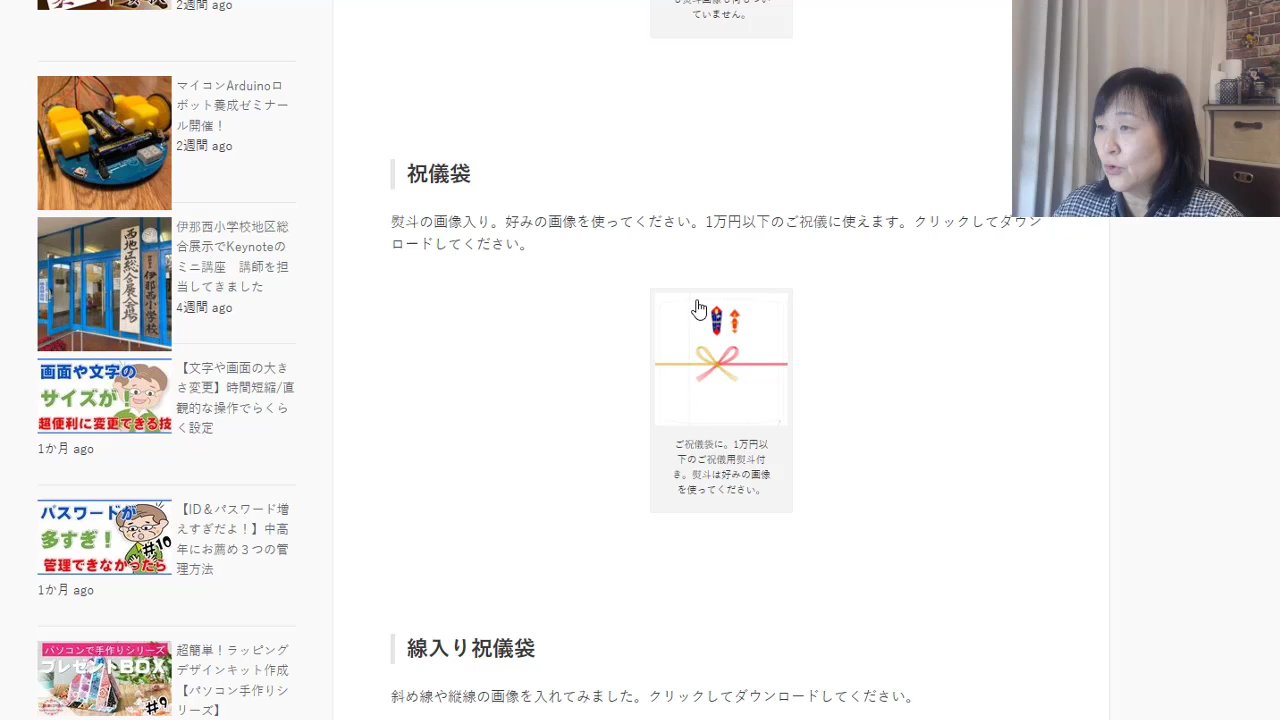 2週間 ago
マイコンArduinoロ
ボット養成ゼミナー
ル開催！
2週間 ago
西地区総合展会場
伊那西小学校
伊那西小学校地区総
合展示でKeynoteの
ミニ講座　講師を担
当してきました
4週間 ago
画面や文字の
サイズが！
超便利に変更できる技
【文字や画面の大き
さ変更】時間短縮/直
観的な操作でらくら
く設定
1か月 ago
パスワードが
多すぎ！
#10
管理できなかったら
【ID＆パスワード増
えすぎだよ！】中高
年にお薦め３つの管
理方法
1か月 ago
パソコンで手作りシリーズ
プレゼントBOX
#9
超簡単！ラッピング
デザインキット作成
【パソコン手作りシ
リーズ】
ていません。
祝儀袋
熨斗の画像入り。好みの画像を使ってください。1万円以下のご祝儀に使えます。クリックしてダウン
ロードしてください。
ご祝儀袋に。1万円以
下のご祝儀用熨斗付
き。熨斗は好みの画像
を使ってください。
線入り祝儀袋
斜め線や縦線の画像を入れてみました。クリックしてダウンロードしてください。